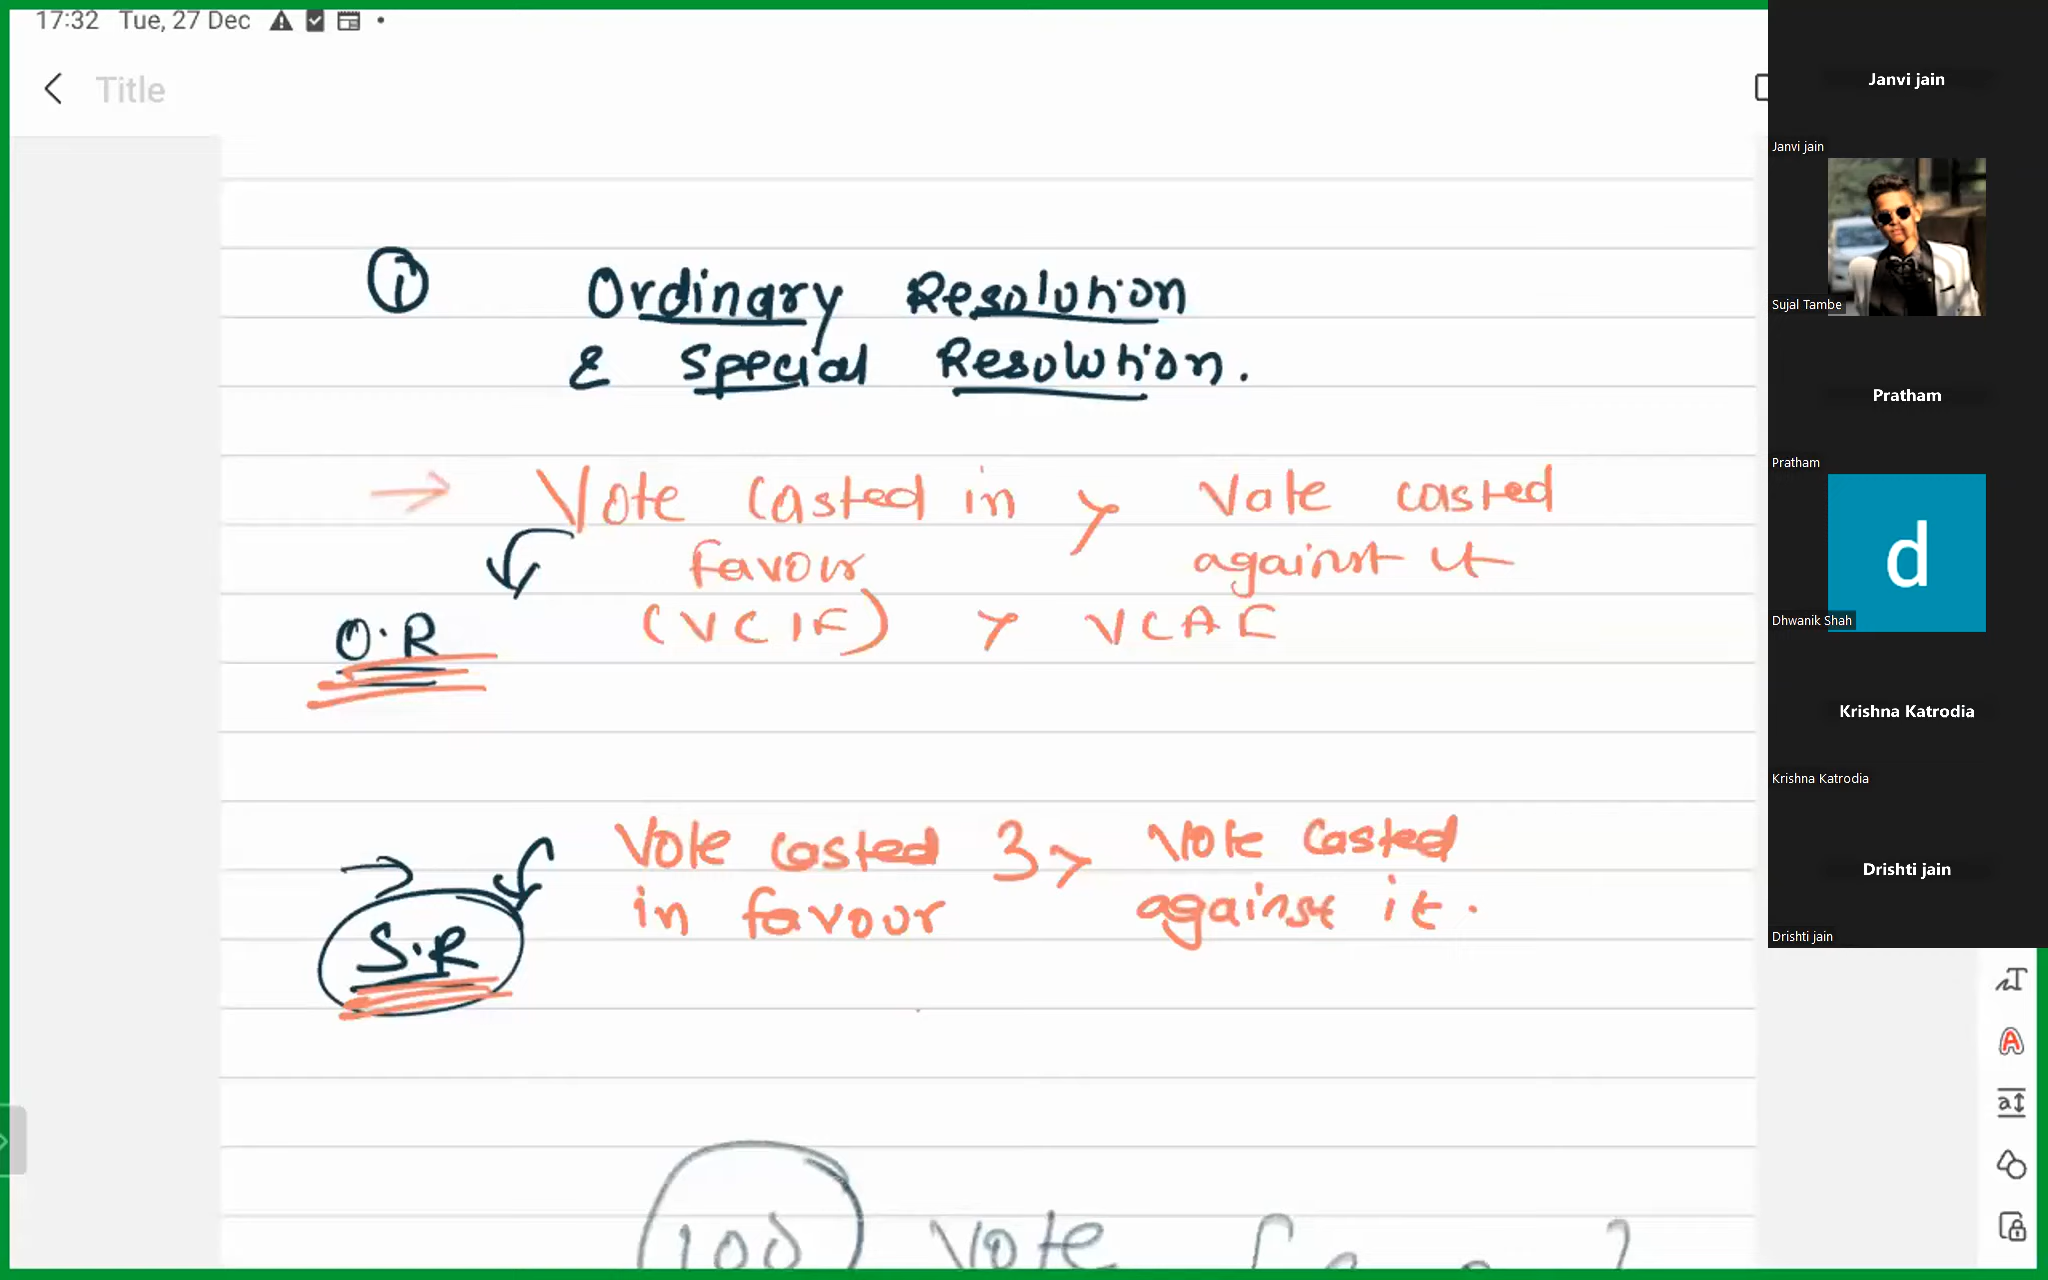 17:32 Tue, 27 Dec
Title
① Ordinary Resolution
& Special Resolution.
→ Vote casted in > Vote casted
favour against it
O.R (VCIF) > VCAF
Vote casted 3> Vote casted
in favour against it.
S.R
100 Vote
Janvi jain
Janvi jain
Sujal Tambe
Pratham
Pratham
d
Dhwanik Shah
Krishna Katrodia
Krishna Katrodia
Drishti jain
Drishti jain